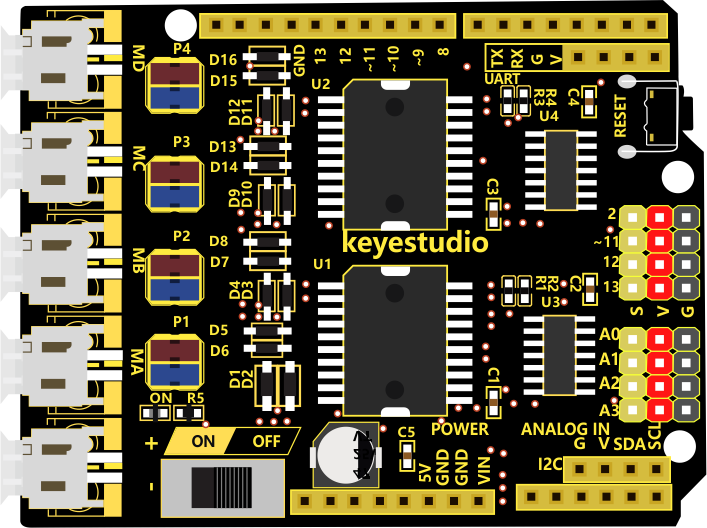 GND 13 12 ~11 ~10 ~9 8
TX RX G V
UART
MD
P4
D16
D15
U2
D12 D11
R3 R4
C4
U4
RESET
MC
P3
D13
D14
D9 D10
C3
2
~11
12
13
S V G
MB
P2
keyestudio
D8
D7
U1
D4 D3
R1 R2
C2
U3
MA
P1
D5
D6
D1 D2
C1
A0
A1
A2
A3
ON R5
+
-
ON OFF
C5
POWER
5V GND GND VIN
ANALOG IN
G V SDA SCL
I2C